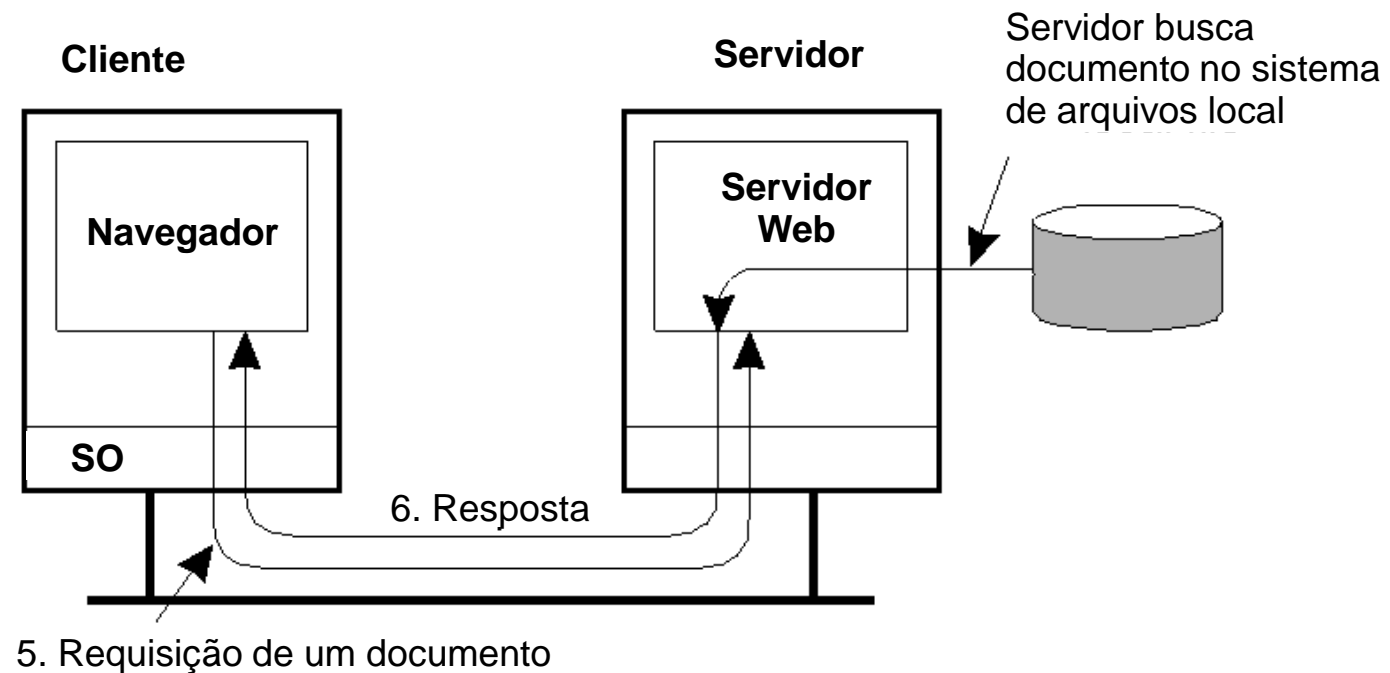 Cliente
Servidor
Servidor busca
documento no sistema
de arquivos local
Navegador
Servidor
Web
SO
6. Resposta
5. Requisição de um documento